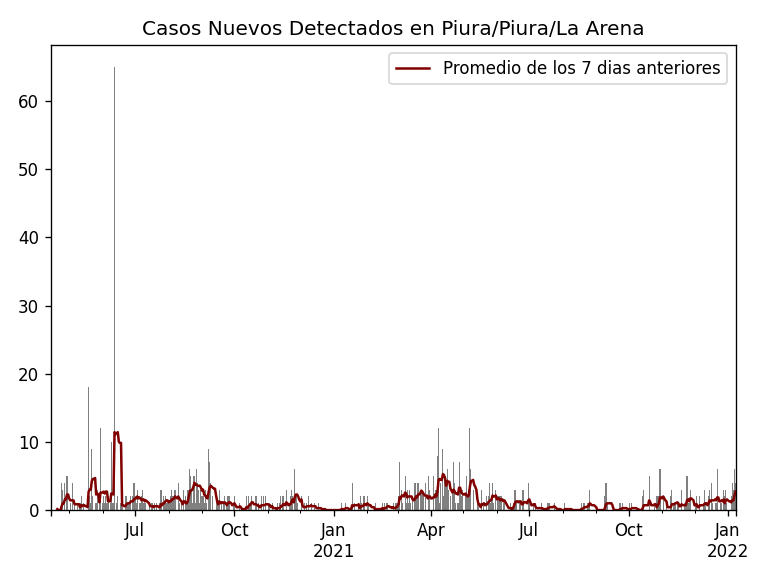 Casos Nuevos Detectados en Piura/Piura/La Arena
Promedio de los 7 dias anteriores
60
50
40
30
20
10
0
Jul
Oct
Jan
2021
Apr
Jul
Oct
Jan
2022